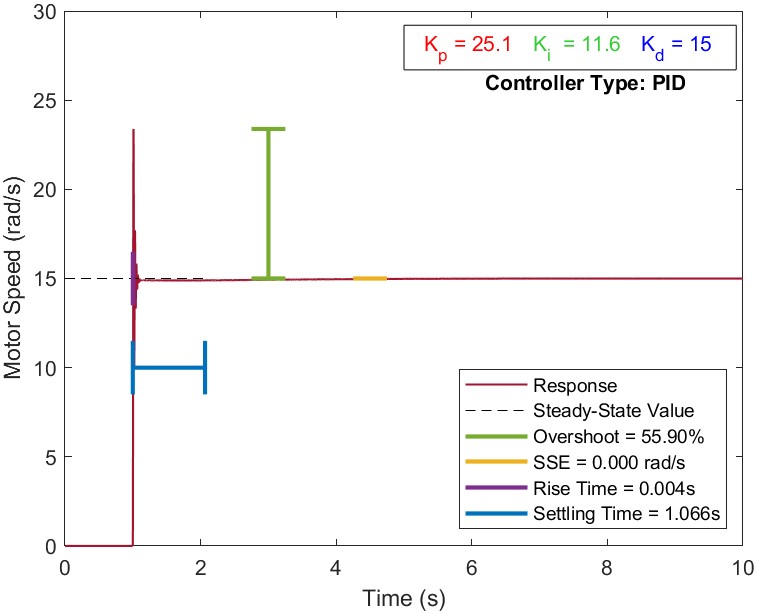 30
25
20
15
10
5
0
Motor Speed (rad/s)
Kp = 25.1 Ki = 11.6 Kd = 15
Controller Type: PID
Response
Steady-State Value
Overshoot = 55.90%
SSE = 0.000 rad/s
Rise Time = 0.004s
Settling Time = 1.066s
0 2 4 6 8 10
Time (s)